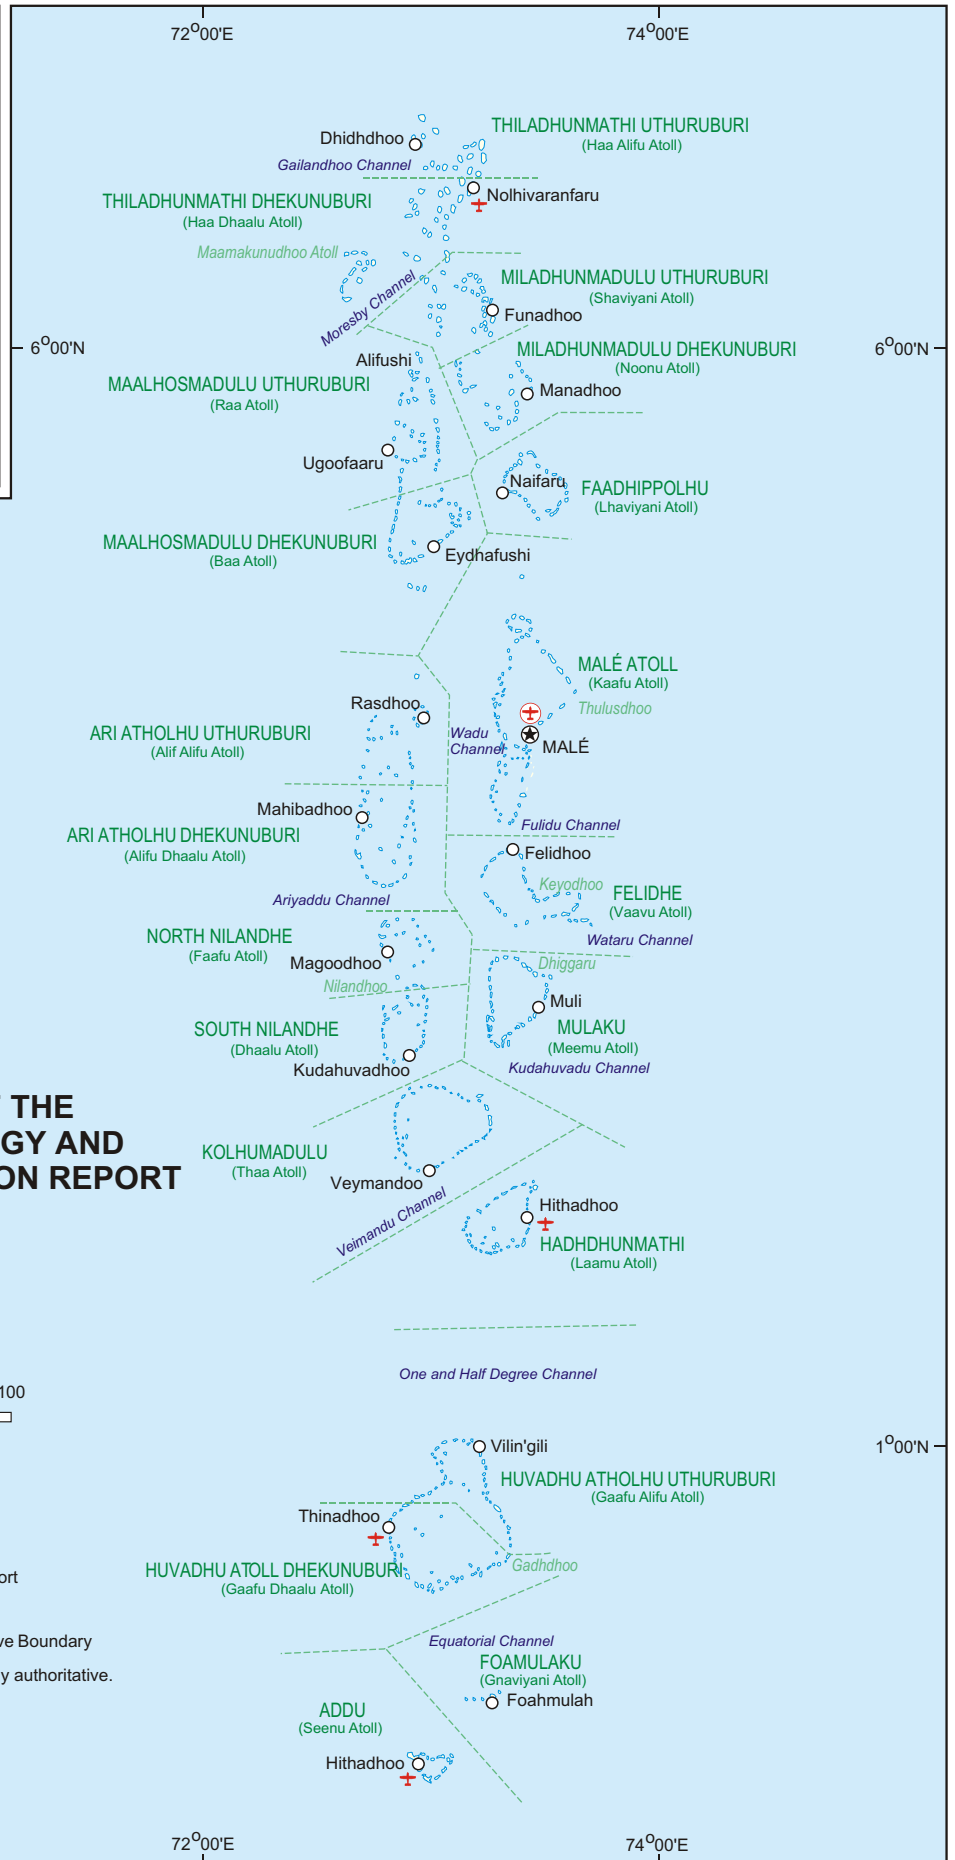 72°00'E
74°00'E
Dhidhdhoo
THILADHUNMATHI UTHURUBURI
(Haa Alifu Atoll)
Gailandhoo Channel
Nolhivaranfaru
THILADHUNMATHI DHEKUNUBURI
(Haa Dhaalu Atoll)
Maamakunudhoo Atoll
MILADHUNMADULU UTHURUBURI
(Shaviyani Atoll)
Moresby Channel
Funadhoo
6°00'N
6°00'N
MILADHUNMADULU DHEKUNUBURI
(Noonu Atoll)
Alifushi
MAALHOSMADULU UTHURUBURI
(Raa Atoll)
Manadhoo
Ugoofaaru
Naifaru
FAADHIPPOLHU
(Lhaviyani Atoll)
MAALHOSMADULU DHEKUNUBURI
(Baa Atoll)
Eydhafushi
MALÉ ATOLL
(Kaafu Atoll)
Thulusdhoo
Rasdhoo
ARI ATHOLHU UTHURUBURI
(Alif Alifu Atoll)
Wadu
Channel
MALÉ
Mahibadhoo
ARI ATHOLHU DHEKUNUBURI
(Alifu Dhaalu Atoll)
Fulidu Channel
Felidhoo
Keyodhoo
FELIDHE
(Vaavu Atoll)
Ariyaddu Channel
NORTH NILANDHE
(Faafu Atoll)
Wataru Channel
Magoodhoo
Dhiggaru
Nilandhoo
Muli
SOUTH NILANDHE
(Dhaalu Atoll)
MULAKU
(Meemu Atoll)
Kudahuvadhoo
Kudahuvadu Channel
THE
GY AND
ON REPORT
KOLHUMADULU
(Thaa Atoll)
Veymandoo
Veimandu Channel
Hithadhoo
HADHDHUNMATHI
(Laamu Atoll)
One and Half Degree Channel
100
Vilin'gili
1°00'N
HUVADHU ATHOLHU UTHURUBURI
(Gaafu Alifu Atoll)
Thinadhoo
HUVADHU ATOLL DHEKUNUBURI
(Gaafu Dhaalu Atoll)
Gadhdhoo
ort
Equatorial Channel
ve Boundary
FOAMULAKU
(Gnaviyani Atoll)
y authoritative.
Foahmulah
ADDU
(Seenu Atoll)
Hithadhoo
72°00'E
74°00'E